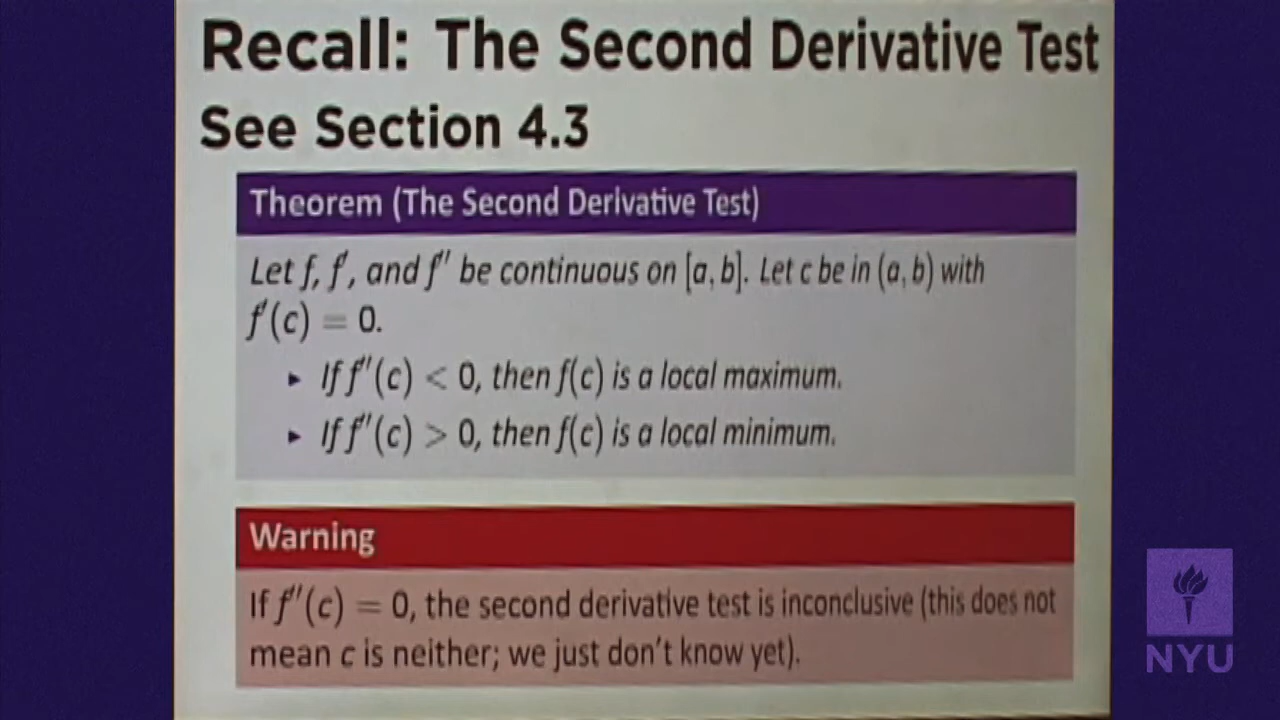 Recall: The Second Derivative Test
See Section 4.3
Theorem (The Second Derivative Test)
Let f, f′, and f″ be continuous on [a, b]. Let c be in (a, b) with
f′(c) = 0.
▸ If f″(c) < 0, then f(c) is a local maximum.
▸ If f″(c) > 0, then f(c) is a local minimum.
Warning
If f″(c) = 0, the second derivative test is inconclusive (this does not
mean c is neither; we just don't know yet).
NYU